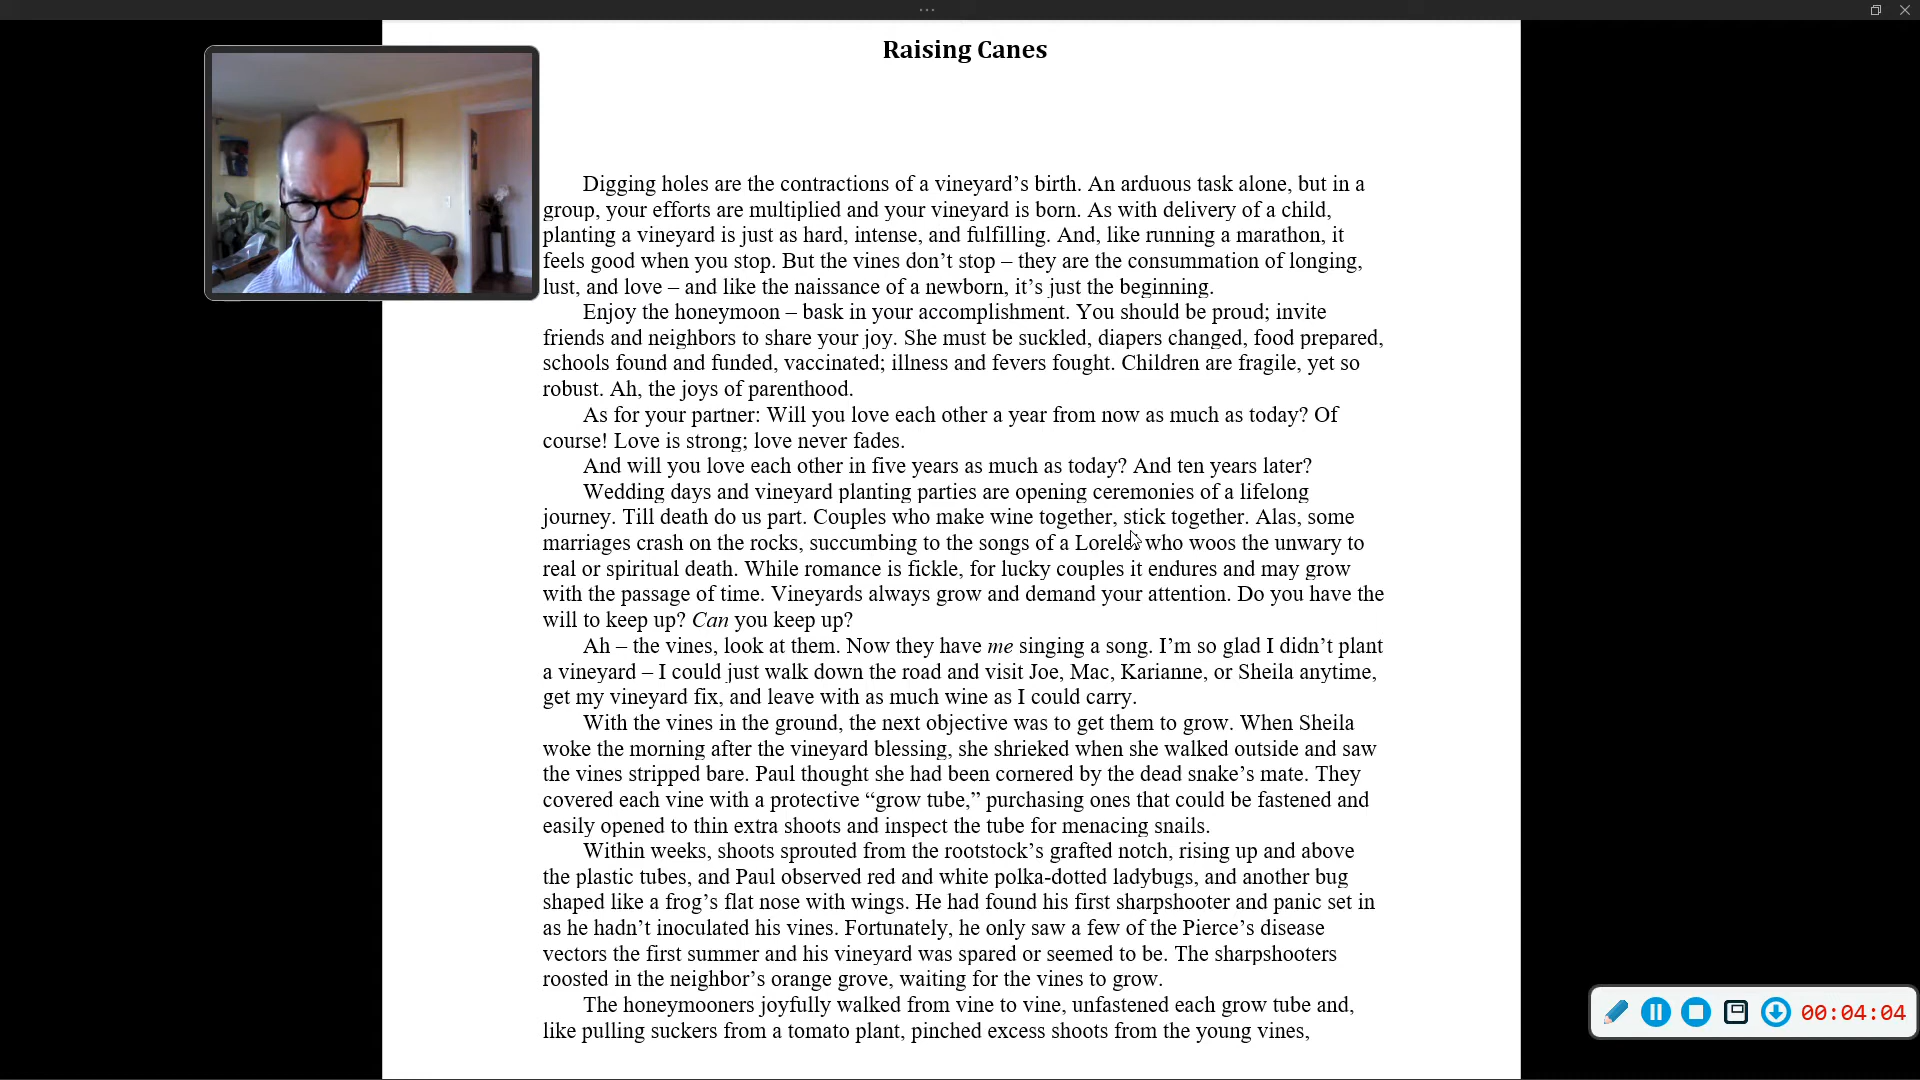 Raising Canes
Digging holes are the contractions of a vineyard’s birth. An arduous task alone, but in a
group, your efforts are multiplied and your vineyard is born. As with delivery of a child,
planting a vineyard is just as hard, intense, and fulfilling. And, like running a marathon, it
feels good when you stop. But the vines don’t stop – they are the consummation of longing,
lust, and love – and like the naissance of a newborn, it’s just the beginning.
Enjoy the honeymoon – bask in your accomplishment. You should be proud; invite
friends and neighbors to share your joy. She must be suckled, diapers changed, food prepared,
schools found and funded, vaccinated; illness and fevers fought. Children are fragile, yet so
robust. Ah, the joys of parenthood.
As for your partner: Will you love each other a year from now as much as today? Of
course! Love is strong; love never fades.
And will you love each other in five years as much as today? And ten years later?
Wedding days and vineyard planting parties are opening ceremonies of a lifelong
journey. Till death do us part. Couples who make wine together, stick together. Alas, some
marriages crash on the rocks, succumbing to the songs of a Lorelei who woos the unwary to
real or spiritual death. While romance is fickle, for lucky couples it endures and may grow
with the passage of time. Vineyards always grow and demand your attention. Do you have the
will to keep up? Can you keep up?
Ah – the vines, look at them. Now they have me singing a song. I’m so glad I didn’t plant
a vineyard – I could just walk down the road and visit Joe, Mac, Karianne, or Sheila anytime,
get my vineyard fix, and leave with as much wine as I could carry.
With the vines in the ground, the next objective was to get them to grow. When Sheila
woke the morning after the vineyard blessing, she shrieked when she walked outside and saw
the vines stripped bare. Paul thought she had been cornered by the dead snake’s mate. They
covered each vine with a protective “grow tube,” purchasing ones that could be fastened and
easily opened to thin extra shoots and inspect the tube for menacing snails.
Within weeks, shoots sprouted from the rootstock’s grafted notch, rising up and above
the plastic tubes, and Paul observed red and white polka-dotted ladybugs, and another bug
shaped like a frog’s flat nose with wings. He had found his first sharpshooter and panic set in
as he hadn’t inoculated his vines. Fortunately, he only saw a few of the Pierce’s disease
vectors the first summer and his vineyard was spared or seemed to be. The sharpshooters
roosted in the neighbor’s orange grove, waiting for the vines to grow.
The honeymooners joyfully walked from vine to vine, unfastened each grow tube and,
like pulling suckers from a tomato plant, pinched excess shoots from the young vines,
00:04:04